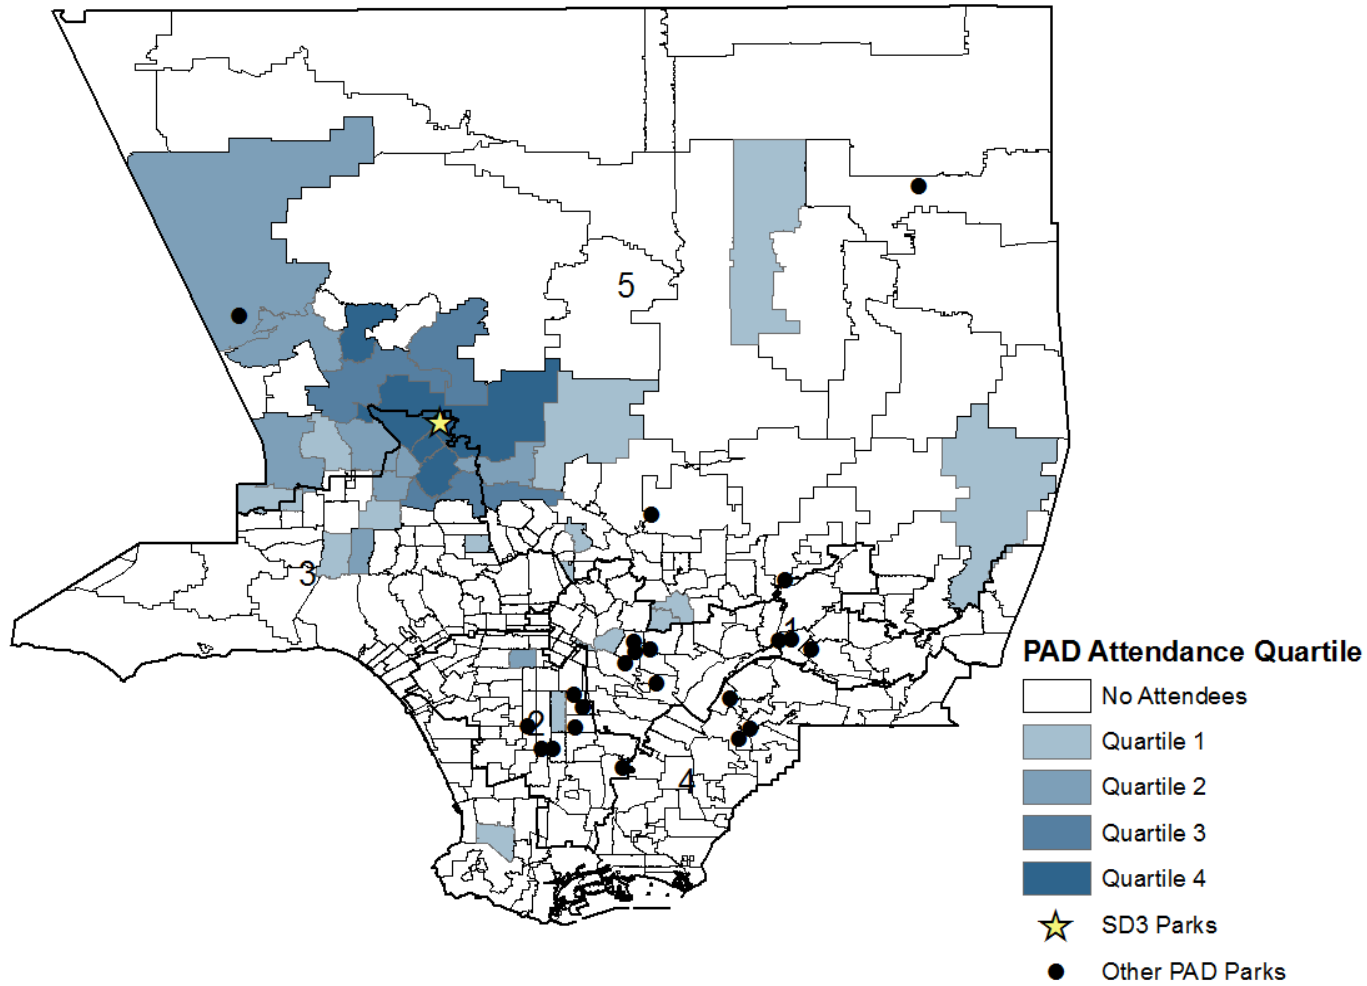 5
3
1
2
4
PAD Attendance Quartile
No Attendees
Quartile 1
Quartile 2
Quartile 3
Quartile 4
SD3 Parks
Other PAD Parks